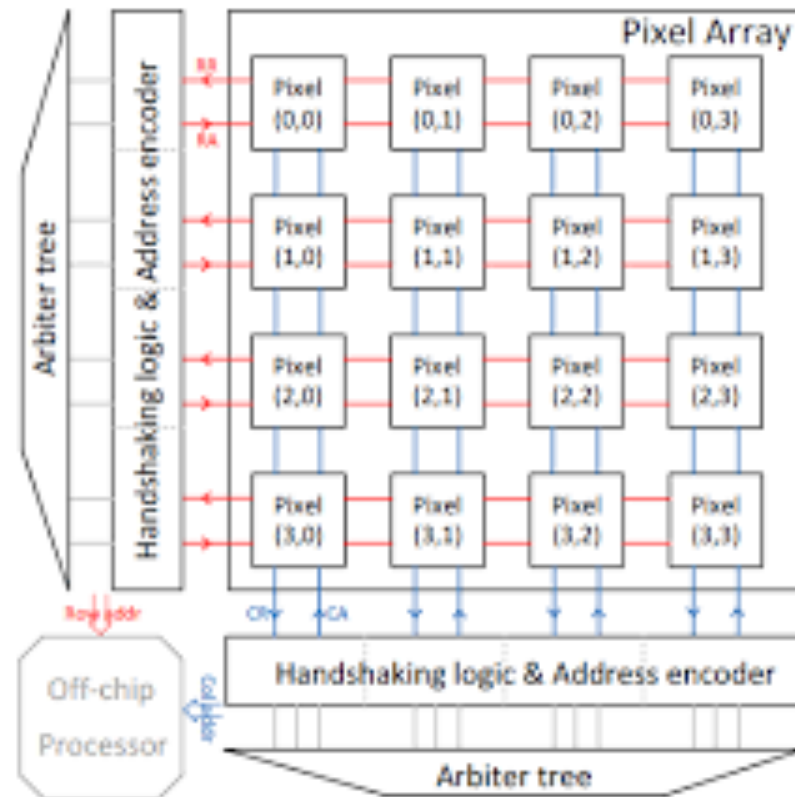 Pixel Array
Arbiter tree
Handshaking logic & Address encoder
RR
RA
Pixel
(0,0)
Pixel
(0,1)
Pixel
(0,2)
Pixel
(0,3)
Pixel
(1,0)
Pixel
(1,1)
Pixel
(1,2)
Pixel
(1,3)
Pixel
(2,0)
Pixel
(2,1)
Pixel
(2,2)
Pixel
(2,3)
Pixel
(3,0)
Pixel
(3,1)
Pixel
(3,2)
Pixel
(3,3)
Row addr
CR
CA
Handshaking logic & Address encoder
Off-chip
Processor
Col addr
Arbiter tree